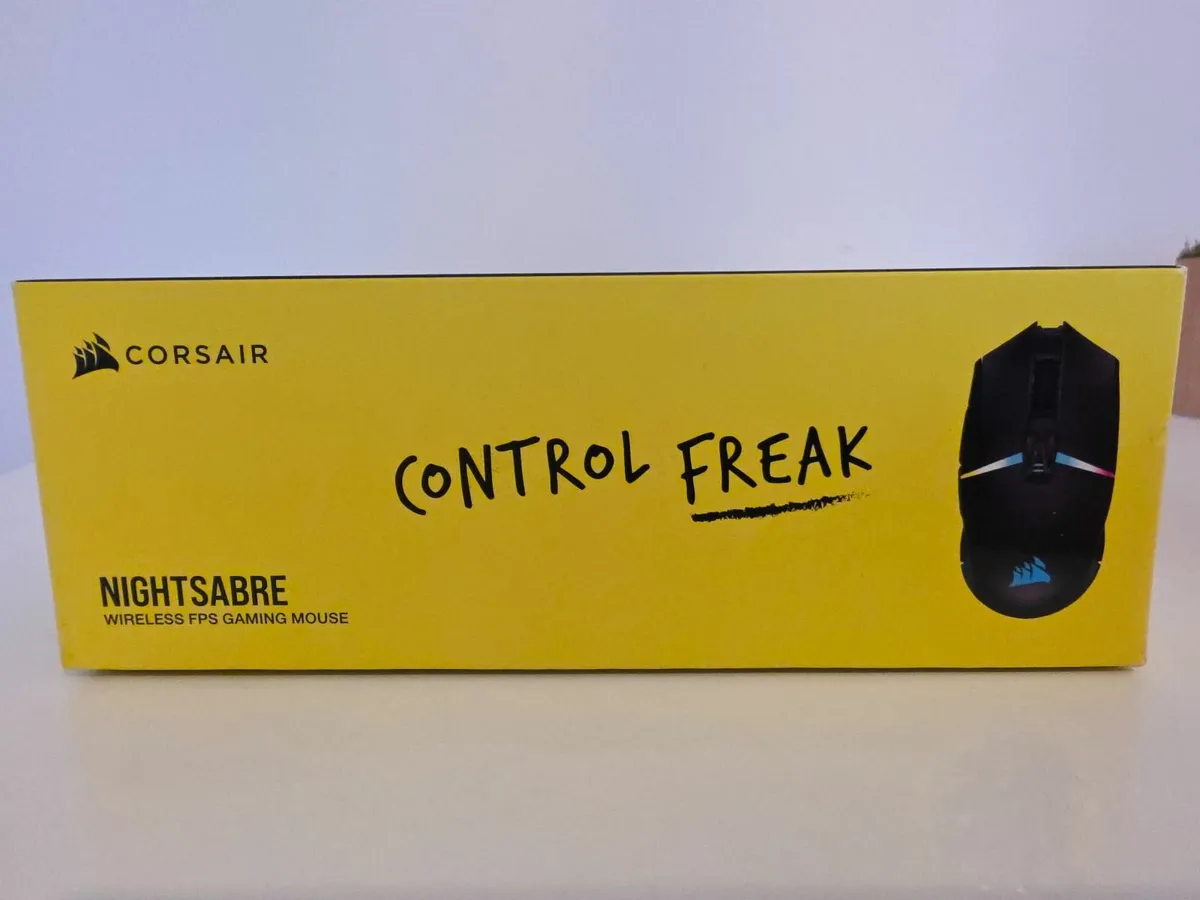 CORSAIR
CONTROL FREAK
NIGHTSABRE
WIRELESS FPS GAMING MOUSE